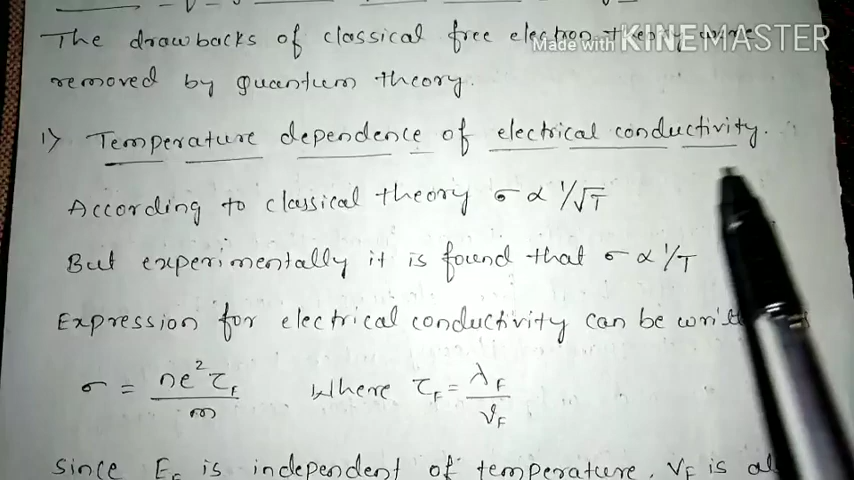 The drawbacks of classical free electron theory were
Made with KINEMASTER
removed by quantum theory.
1) Temperature dependence of electrical conductivity.
According to classical theory σ ∝ 1/√T
But experimentally it is found that σ ∝ 1/T
Expression for electrical conductivity can be
σ = ne²τF/m where τF = λF/VF
Since EF is independent of temperature, VF is